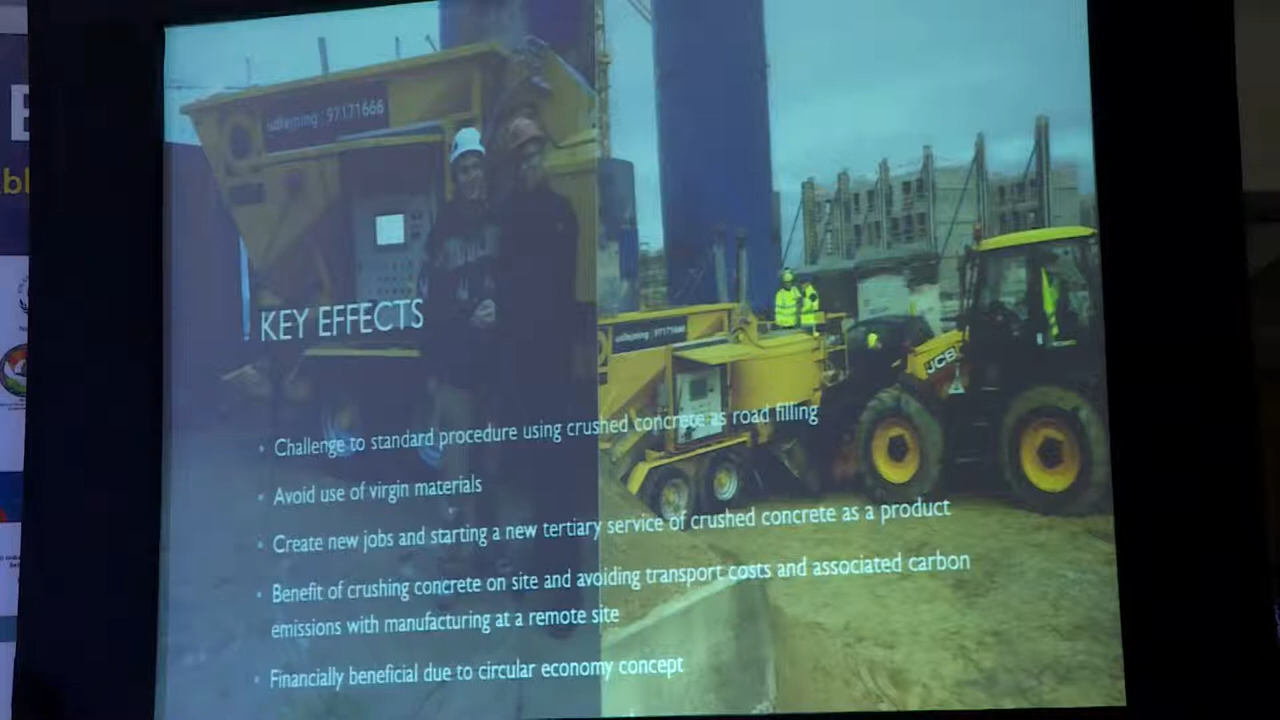 udlejning : 97171666
KEY EFFECTS
udlejning : 97171666
JCB
• Challenge to standard procedure using crushed concrete as road filling
• Avoid use of virgin materials
• Create new jobs and starting a new tertiary service of crushed concrete as a product
• Benefit of crushing concrete on site and avoiding transport costs and associated carbon
emissions with manufacturing at a remote site
• Financially beneficial due to circular economy concept